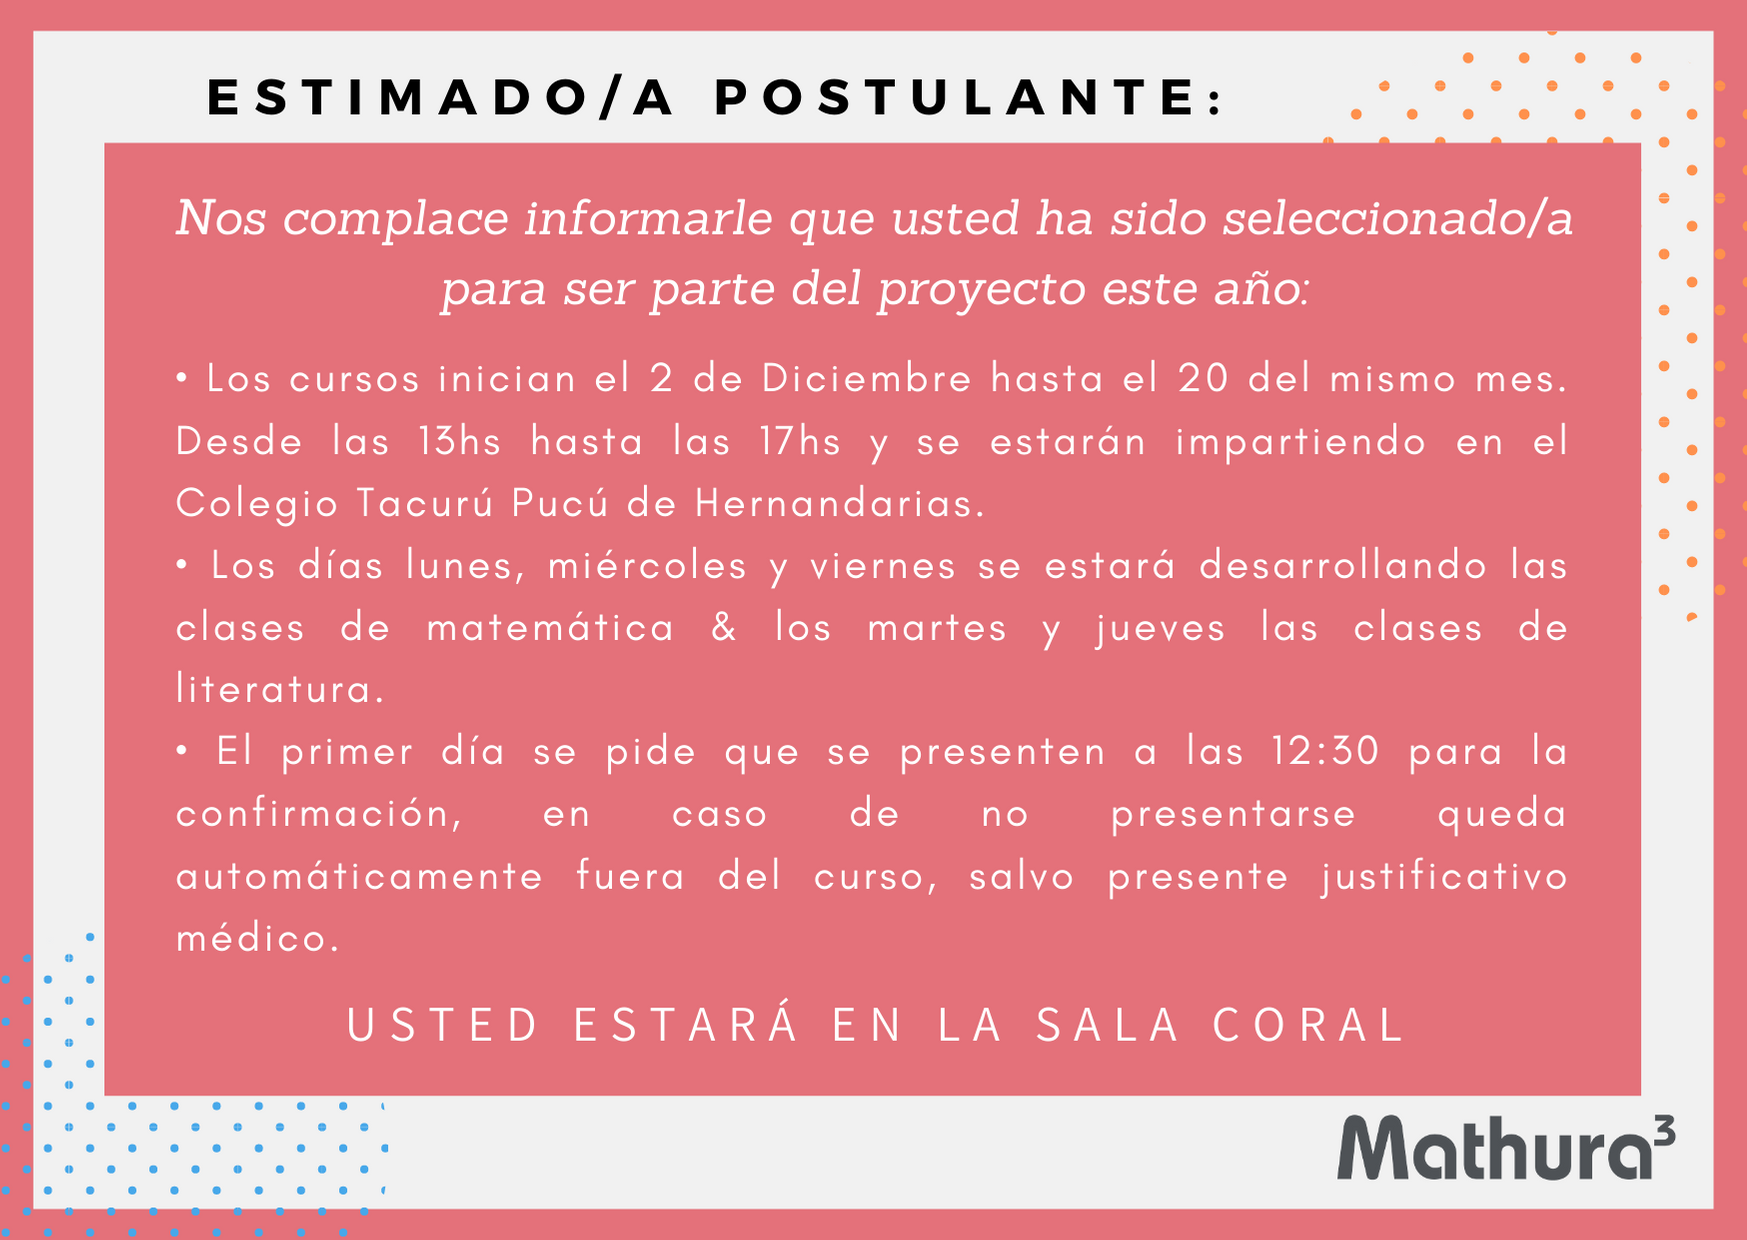 ESTIMADO/A POSTULANTE:
Nos complace informarle que usted ha sido seleccionado/a
para ser parte del proyecto este año:
• Los cursos inician el 2 de Diciembre hasta el 20 del mismo mes.
Desde las 13hs hasta las 17hs y se estarán impartiendo en el
Colegio Tacurú Pucú de Hernandarias.
• Los días lunes, miércoles y viernes se estará desarrollando las
clases de matemática & los martes y jueves las clases de
literatura.
• El primer día se pide que se presenten a las 12:30 para la
confirmación, en caso de no presentarse queda
automáticamente fuera del curso, salvo presente justificativo
médico.
USTED ESTARÁ EN LA SALA CORAL
Mathura³